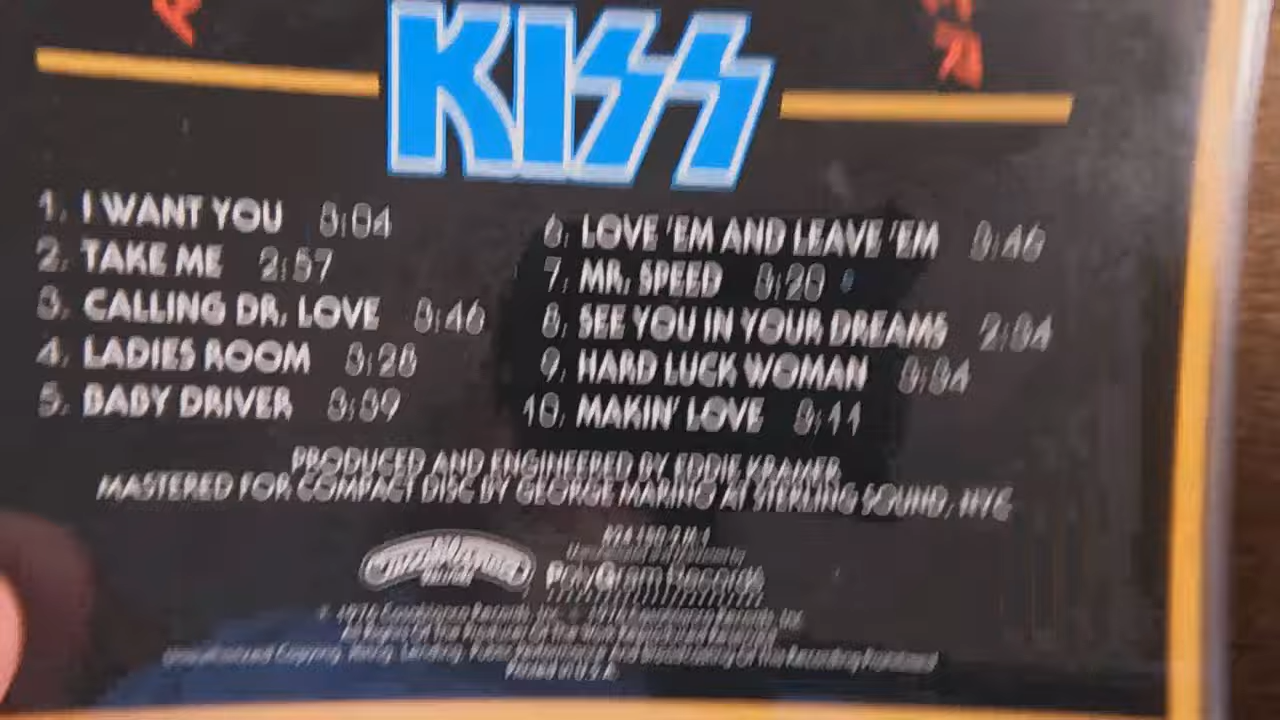 KISS
1. I WANT YOU 3:04
2. TAKE ME 2:57
3. CALLING DR. LOVE 3:46
4. LADIES ROOM 3:28
5. BABY DRIVER 3:39
6. LOVE 'EM AND LEAVE 'EM 3:46
7. MR. SPEED 3:20
8. SEE YOU IN YOUR DREAMS 2:34
9. HARD LUCK WOMAN 3:34
10. MAKIN' LOVE 3:11
PRODUCED AND ENGINEERED BY EDDIE KRAMER
MASTERED FOR COMPACT DISC BY GEORGE MARINO AT STERLING SOUND, NYC
PolyGram Records